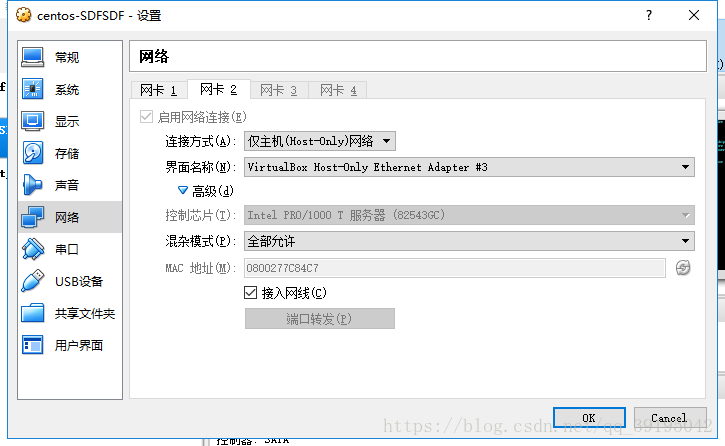 centos-SDFSDF - 设置
?
常规
系统
显示
存储
声音
网络
串口
USB设备
共享文件夹
用户界面
网络
网卡 1 网卡 2 网卡 3 网卡 4
启用网络连接(E)
连接方式(A): 仅主机(Host-Only)网络
界面名称(N): VirtualBox Host-Only Ethernet Adapter #3
高级(d)
控制芯片(T): Intel PRO/1000 T 服务器 (82543GC)
混杂模式(P): 全部允许
MAC 地址(M): 0800277C84C7
接入网线(C)
端口转发(P)
OK Cancel
https://blog.csdn.net/qq_39193042
控制器: SATA